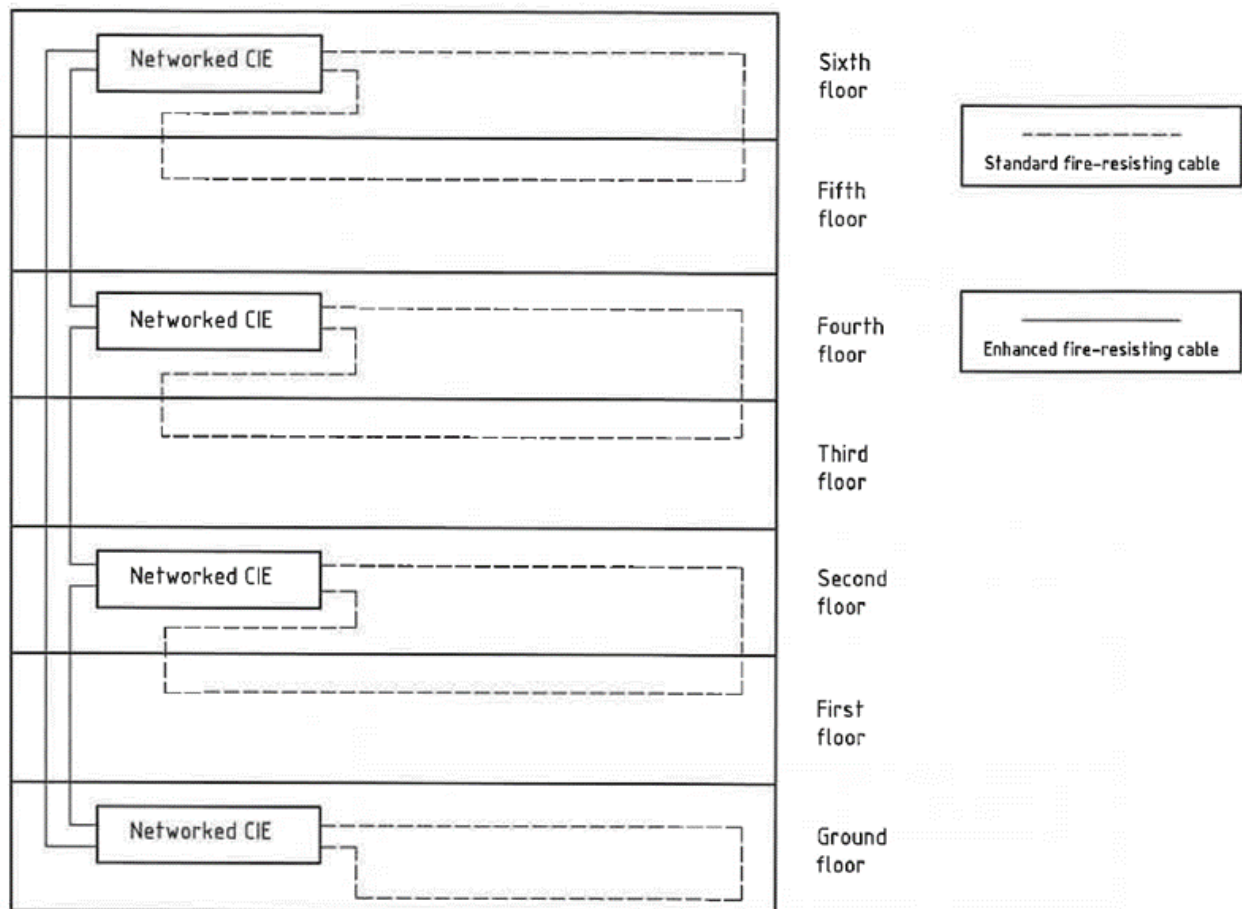 Networked CIE
Sixth
floor
Standard fire-resisting cable
Fifth
floor
Networked CIE
Fourth
floor
Enhanced fire-resisting cable
Third
floor
Networked CIE
Second
floor
First
floor
Networked CIE
Ground
floor